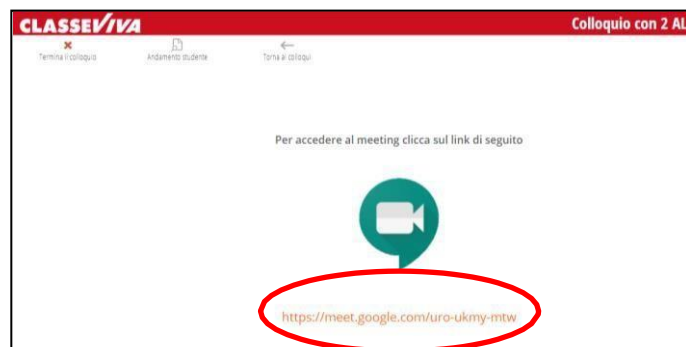 CLASSEVIVA
Colloquio con 2 AL
Termina il colloquio
Andamento studente
Torna ai colloqui
Per accedere al meeting clicca sul link di seguito
https://meet.google.com/uro-ukmy-mtw